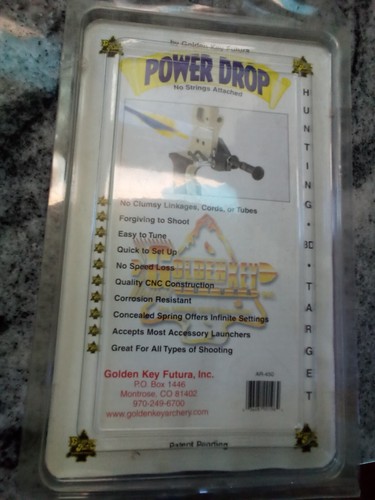 by Golden Key Futura
POWER DROP
No Strings Attached
HUNTING • 3D • TARGET
No Clumsy Linkages, Cords, or Tubes
Forgiving to Shoot
Easy to Tune
Quick to Set Up
No Speed Loss
Quality CNC Construction
Corrosion Resistant
Concealed Spring Offers Infinite Settings
Accepts Most Accessory Launchers
Great For All Types of Shooting
GOLDEN KEY
Golden Key Futura, Inc.
P.O. Box 1446
Montrose, CO 81402
970-249-6700
www.goldenkeyarchery.com
Patent Pending